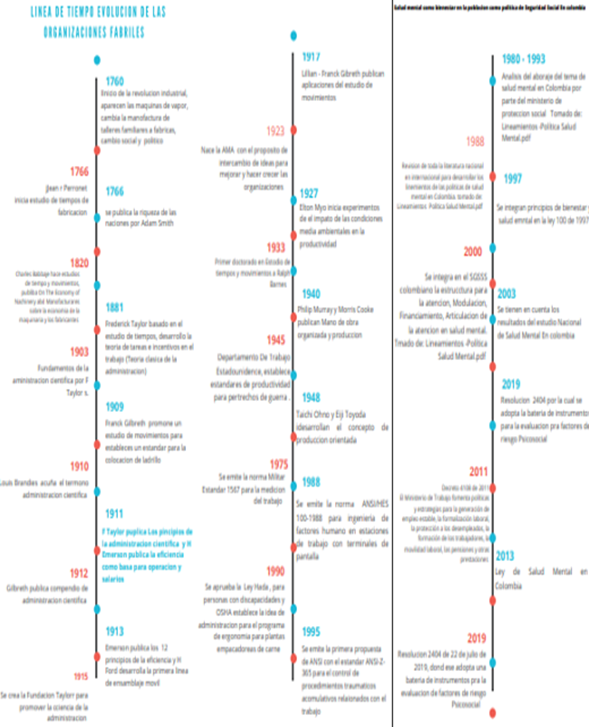 LINEA DE TIEMPO EVOLUCION DE LAS
ORGANIZACIONES FABRILES
1760
Enicio de la revolucion industrial,
aparecen las maquinas de vapor,
cambia la manofactura de
talleres familiares a fabricas,
cambio social y politico
1766
Jean r Perronet
inicia estudio de tiempos de
fabricacion
1766
se publica la riqueza de las
naciones por Adam Smith
1820
Charles Babbage hace estudios
de tiempo y movimientos,
publica On The Economy of
Machinery and Manufacturares
sobre la economia de la
maquinaria y los fabricantes
1881
Frederick Taylor basado en el
estudio de tiempos, desarrollo la
teoria de tareas e incentivos en el
trabajo (Teoria clasica de la
administracion)
1903
Fundamentos de la
aministracion cientifica por F
Taylor s.
1909
Franck Gilbreth promone un
estudio de movimientos para
estableces un estandar para la
colocacion de ladrillo
1910
Louis Brandies acuña el termono
administracion cientifica
1911
F Taylor puplica Los pincipios de
la administracion cientifica y H
Emerson publica la eficiencia
como basa para operacion y
salarios
1912
Gilbreth publica compendio de
administracion cientifica
1913
Emerson publica los 12
principios de la eficiencia y H
Ford desarrolla la primera linea
de ensamblaje movil
1915
Se crea la Fundacion Taylorr para
promover la sciencia de la
administracion
1917
Lillian - Franck Gibreth publican
aplicaciones del estudio de
moximientos
1923
Nace la AMA con el proposito de
intercambio de ideas para
mejorar y hacer crecer las
organizaciones
1927
Elton Myo inicia experimentos
de el impato de las condiciones
media ambientales en la
productividad
1933
Primer doctorado en Estudio de
tiempos y movimientos a Ralph
Barnes
1940
Philip Murray y Morris Cooke
publican Mano de obra
organizada y produccion
1945
Departamento De Trabajo
Estadounidence, establece
estandares de productividad
para pertrechos de guerra .
1948
Taichi Ohno y Eiji Toyoda
idesarrollan el concepto de
produccion orientada
1975
Se emite la norma Militar
Estandar 1567 para la medicion
del trabajo
1988
Se emite la norma ANSI/HES
100-1988 para ingenieria de
factores humano en estaciones
de trabajo con terminales de
pantalla
1990
Se aprueba la Ley Hada , para
personas con discapacidades y
OSHA establece la idea de
administracion para el programa
de ergonomia para plantas
empacadoreas de carne
1995
Se emite la primera propuesta
de ANSI con el estandar ANSI-Z-
365 para el control de
procedimientos traumaticos
acomulativos relaxionados con el
trabajo
Salud mental como bienestar en la poblacion como politica de Seguridad Social En colombia
1980 - 1993
Analisis del aboraje del tema de
salud mental en Colombia por
parte del ministerio de
proteccion social Tomado de:
Lineamientos -Politica Salud
Mental.pdf
1988
Revision de toda la literatura nacional
en internacional para desarrollar los
linemientos de las politicas de salud
mental en Colombia. tomado de:
Lineamientos Politica Salud Mental.pdf
1997
Se integran principios de bienestar y
salud emntal en la ley 100 de 1997
2000
Se integra en el SGSSS
colombiano la estrucctura para
la atencion, Modulacion,
Financiamiento, Articulacion de
la atencion en salud mental.
Tmado de: Lineamientos -Politica
Salud Mental.pdf
2003
Se tienen en cuenta los
resultados del estudio Nacional
de Salud Mental En colombia
2019
Resolucion 2404 por la cual se
adopta la bateria de instrumentos
para la evaluacion pra factores de
riesgo Psicosocial
2011
Decreto 4108 de 2011
El Ministerio de Trabajo fomenta politicas
y estrategias para la generación de
empleo estable, la formalización laboral,
la protección a los desempleados, la
formación de los trabajadores, la
movilidad laboral, las pensiones y otras
prestaciones
2013
Ley de Salud Mental en
Colombia
2019
Resolucion 2404 de 22 de julio de
2019, dond ese adopta una
bateria de instrumentos pra la
evaluacion de factores de riesgo
Psicosocial